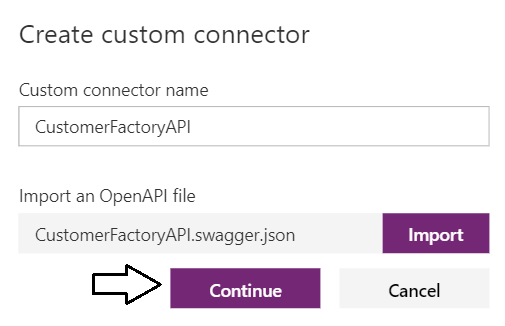 Create custom connector
Custom connector name
CustomerFactoryAPI
Import an OpenAPI file
CustomerFactoryAPI.swagger.json Import
Continue Cancel